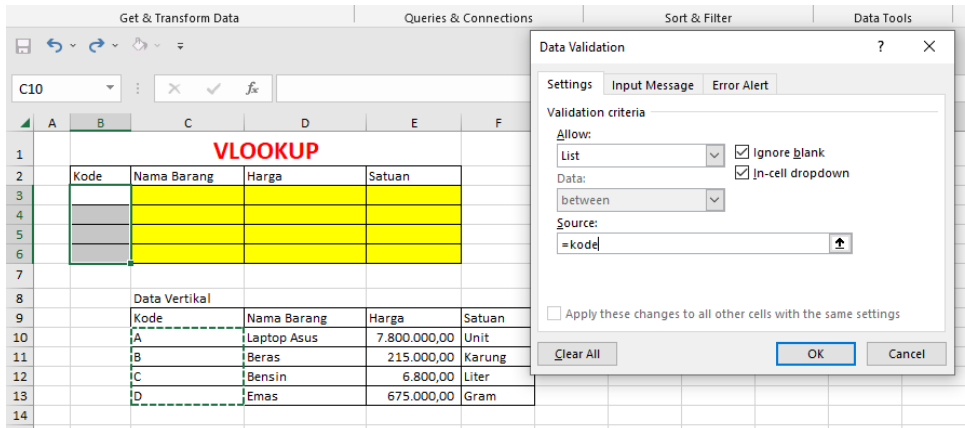 Get & Transform Data Queries & Connections Sort & Filter Data Tools
C10 fx
A B C D E F
1 VLOOKUP
2 Kode Nama Barang Harga Satuan
3
4
5
6
7
8 Data Vertikal
9 Kode Nama Barang Harga Satuan
10 A Laptop Asus 7.800.000,00 Unit
11 B Beras 215.000,00 Karung
12 C Bensin 6.800,00 Liter
13 D Emas 675.000,00 Gram
14
Data Validation ? ×
Settings Input Message Error Alert
Validation criteria
Allow:
List Ignore blank
Data: In-cell dropdown
between
Source:
=kode
Apply these changes to all other cells with the same settings
Clear All OK Cancel